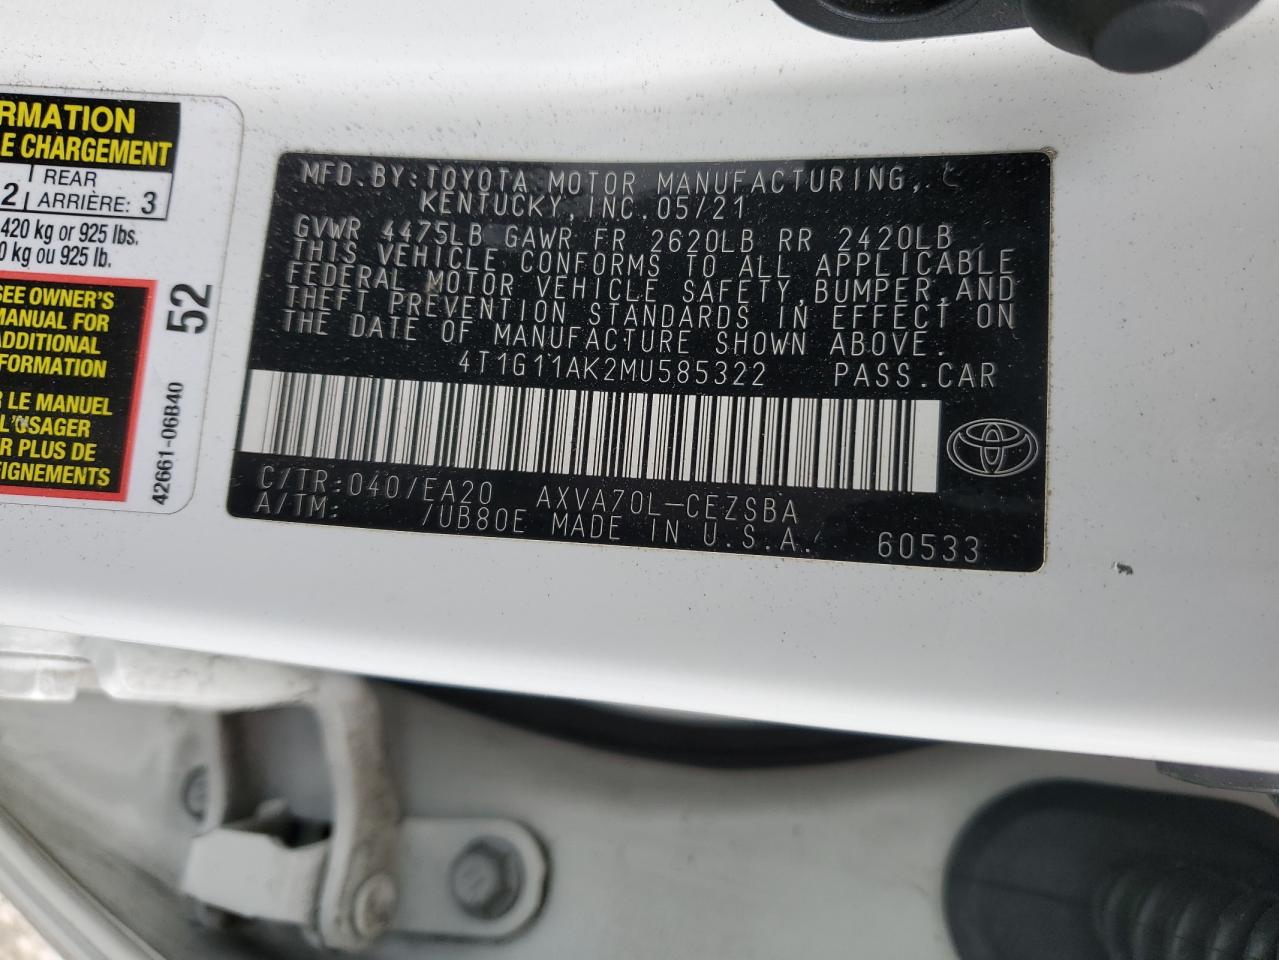 RMATION
E CHARGEMENT
2 REAR
ARRIÈRE: 3
420 kg or 925 lbs.
0 kg ou 925 lb.
SEE OWNER'S
MANUAL FOR
ADDITIONAL
FORMATION
R LE MANUEL
L'USAGER
R PLUS DE
EIGNEMENTS
52
42661-06B40
MFD.BY:TOYOTA MOTOR MANUFACTURING,
KENTUCKY,INC.05/21
GVWR 4475LB GAWR FR 2620LB RR 2420LB
THIS VEHICLE CONFORMS TO ALL APPLICABLE
FEDERAL MOTOR VEHICLE SAFETY,BUMPER,AND
THEFT PREVENTION STANDARDS IN EFFECT ON
THE DATE OF MANUFACTURE SHOWN ABOVE.
4T1G11AK2MU585322 PASS.CAR
C/TR:040/EA20 AXVA70L-CEZSBA
A/TM: /UB80E MADE IN U.S.A. 60533